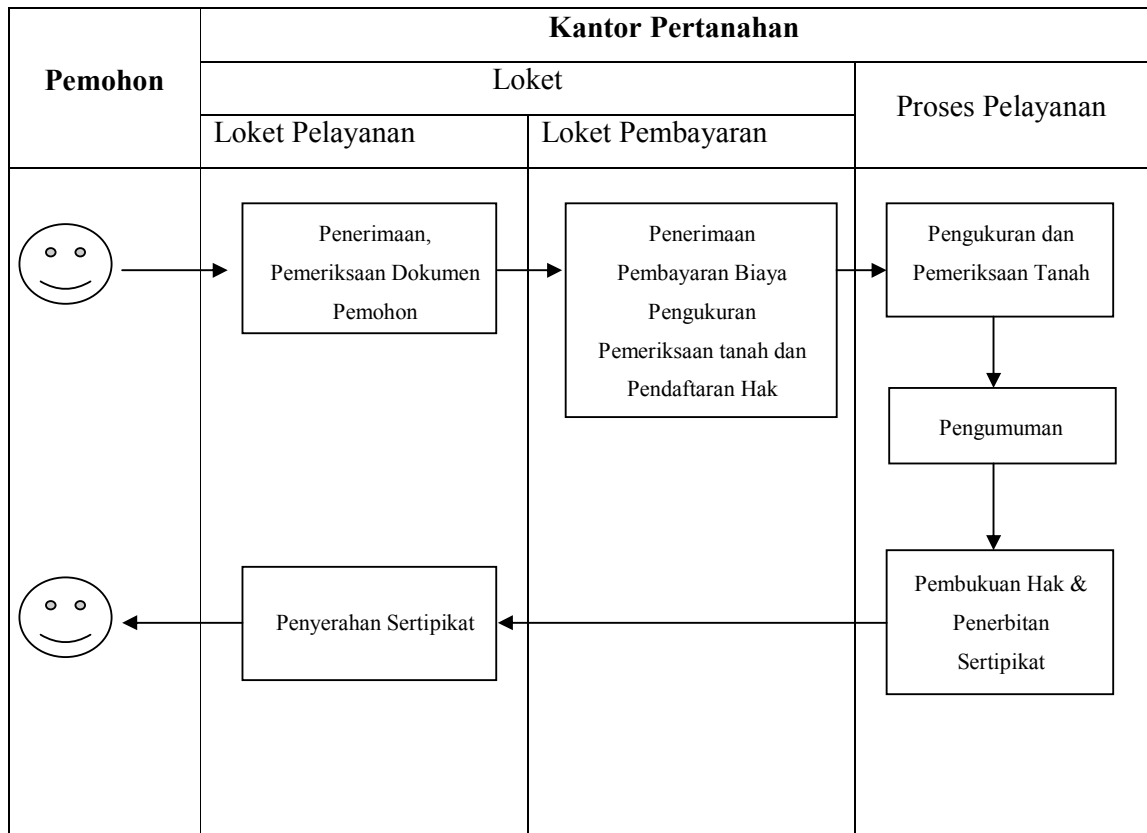 Pemohon
Kantor Pertanahan
Loket
Proses Pelayanan
Loket Pelayanan
Loket Pembayaran
Penerimaan,
Pemeriksaan Dokumen
Pemohon
Penerimaan
Pembayaran Biaya
Pengukuran
Pemeriksaan tanah dan
Pendaftaran Hak
Pengukuran dan
Pemeriksaan Tanah
Pengumuman
Pembukuan Hak &
Penerbitan
Sertipikat
Penyerahan Sertipikat